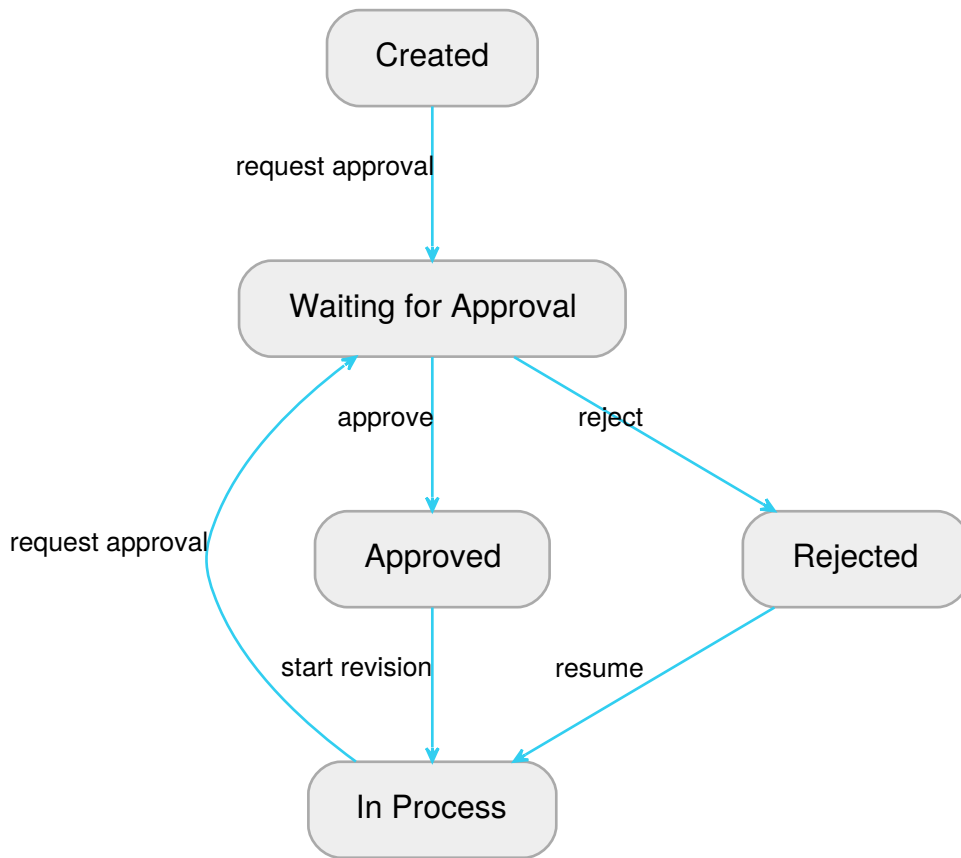 Created
request approval
Waiting for Approval
approve
reject
request approval
Approved
Rejected
start revision
resume
In Process